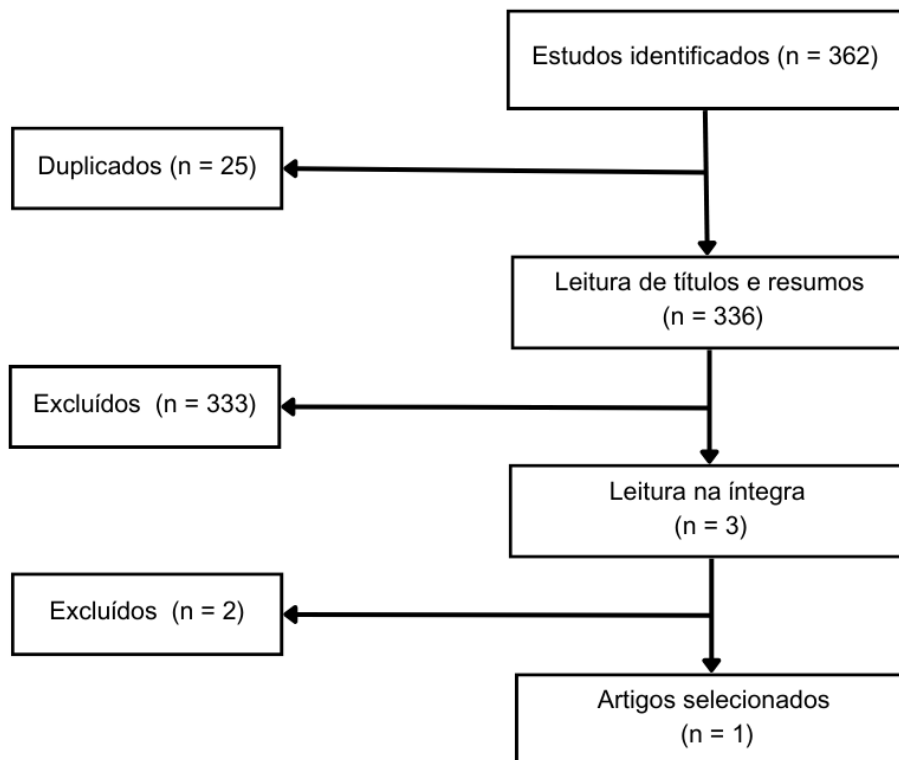 Estudos identificados (n = 362)
Duplicados (n = 25)
Leitura de títulos e resumos
(n = 336)
Excluídos  (n = 333)
Leitura na íntegra
(n = 3)
Excluídos  (n = 2)
Artigos selecionados
(n = 1)